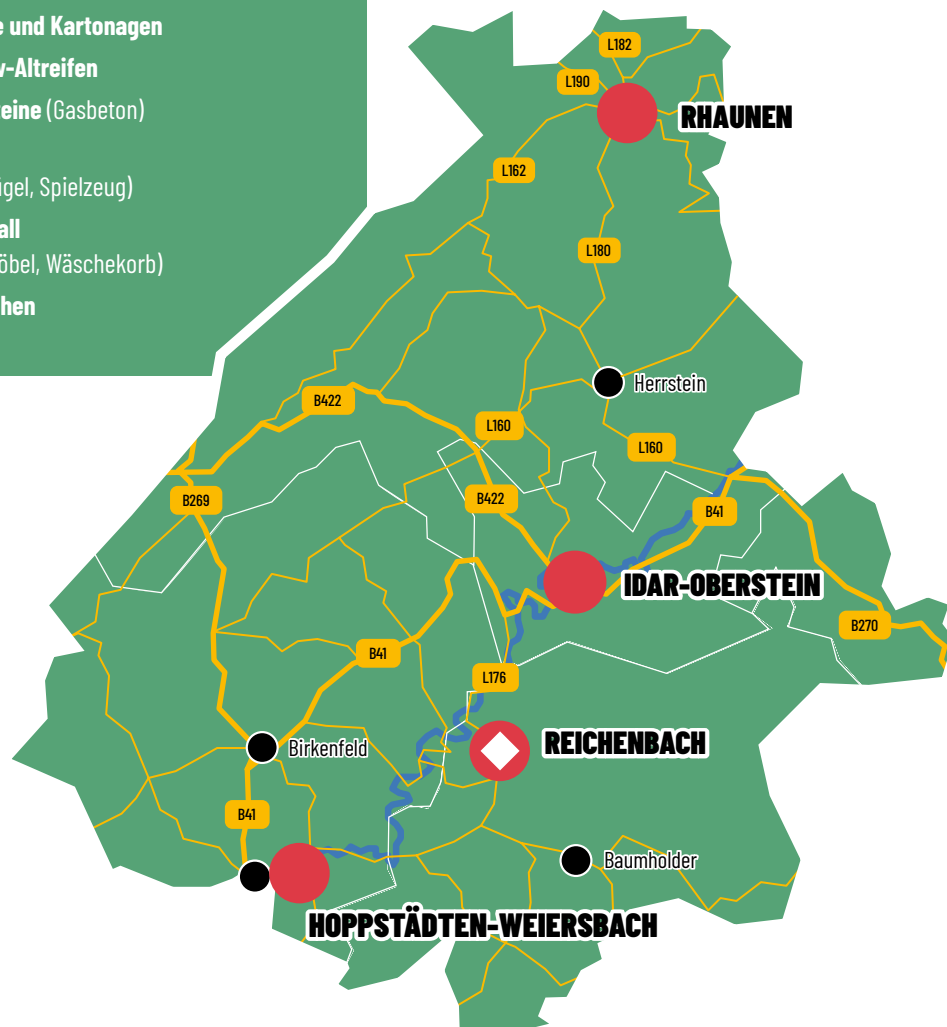 e und Kartonagen
v-Altreifen
eine (Gasbeton)
gel, Spielzeug)
all
öbel, Wäschekorb)
hen
L182
L190
RHAUNEN
L162
L180
Herrstein
B422
L160
L160
B269
B422
B41
IDAR-OBERSTEIN
B270
B41
L176
REICHENBACH
Birkenfeld
B41
Baumholder
HOPPSTÄDTEN-WEIERSBACH